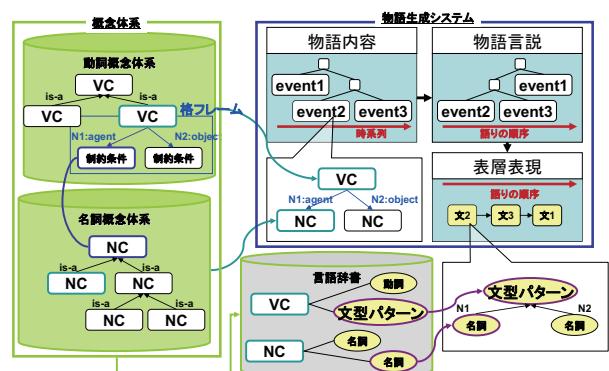 概念体系
動詞概念体系
VC
is-a
is-a
VC
VC
格フレーム
N1:agent
N2:object
制約条件
制約条件
名詞概念体系
NC
is-a
is-a
NC
NC
is-a
is-a
NC
NC
物語生成システム
物語内容
event1
event2
event3
時系列
物語言説
event1
event2
event3
語りの順序
VC
N1:agent
N2:object
NC
NC
表層表現
語りの順序
文2
文3
文1
言語辞書
VC
動詞
文型パターン
NC
名詞
名詞
文型パターン
N1
N2
名詞
名詞